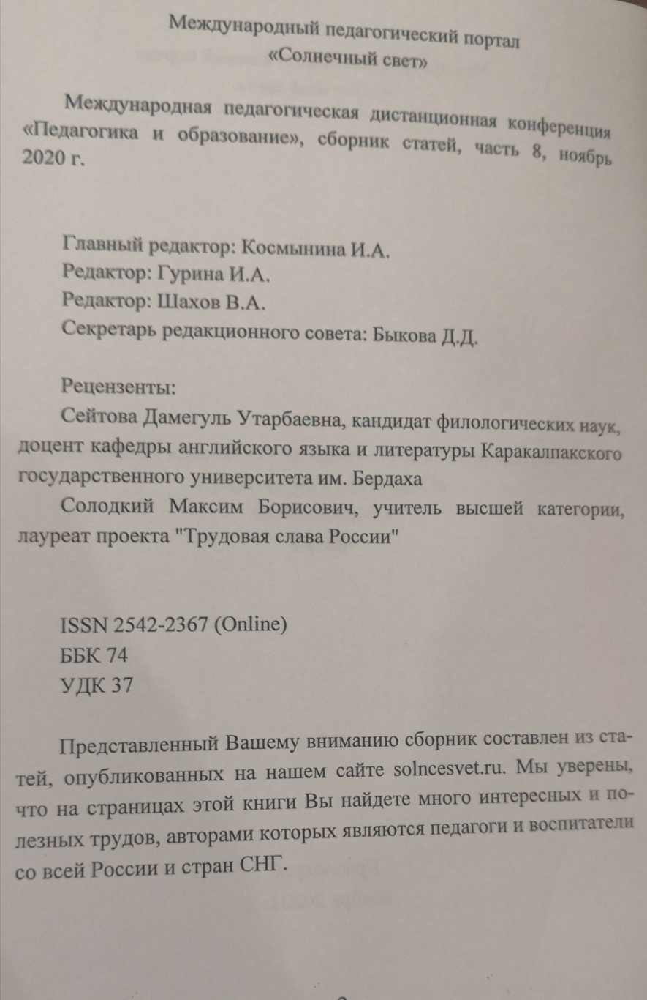 Международный педагогический портал
«Солнечный свет»
Международная педагогическая дистанционная конференция
«Педагогика и образование», сборник статей, часть 8, ноябрь
2020 г.
Главный редактор: Космынина И.А.
Редактор: Гурина И.А.
Редактор: Шахов В.А.
Секретарь редакционного совета: Быкова Д.Д.
Рецензенты:
Сейтова Дамегуль Утарбаевна, кандидат филологических наук,
доцент кафедры английского языка и литературы Каракалпакского
государственного университета им. Бердаха
Солодкий Максим Борисович, учитель высшей категории,
лауреат проекта "Трудовая слава России"
ISSN 2542-2367 (Online)
ББК 74
УДК 37
Представленный Вашему вниманию сборник составлен из ста-
тей, опубликованных на нашем сайте solncesvet.ru. Мы уверены,
что на страницах этой книги Вы найдете много интересных и по-
лезных трудов, авторами которых являются педагоги и воспитатели
со всей России и стран СНГ.